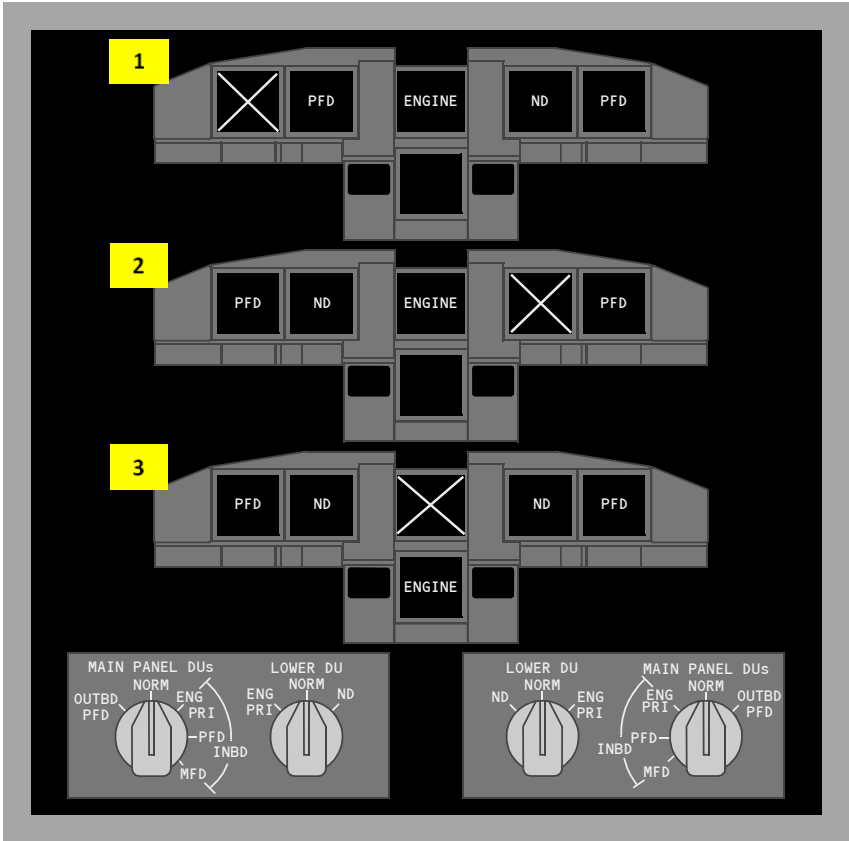 1
PFD
ENGINE
ND
PFD
2
PFD
ND
ENGINE
PFD
3
PFD
ND
ND
PFD
ENGINE
MAIN PANEL DUs
NORM
OUTBD
PFD
ENG
PRI
PFD
INBD
MFD
LOWER DU
NORM
ENG
PRI
ND
LOWER DU
NORM
ND
ENG
PRI
MAIN PANEL DUs
NORM
ENG
PRI
OUTBD
PFD
PFD
INBD
MFD